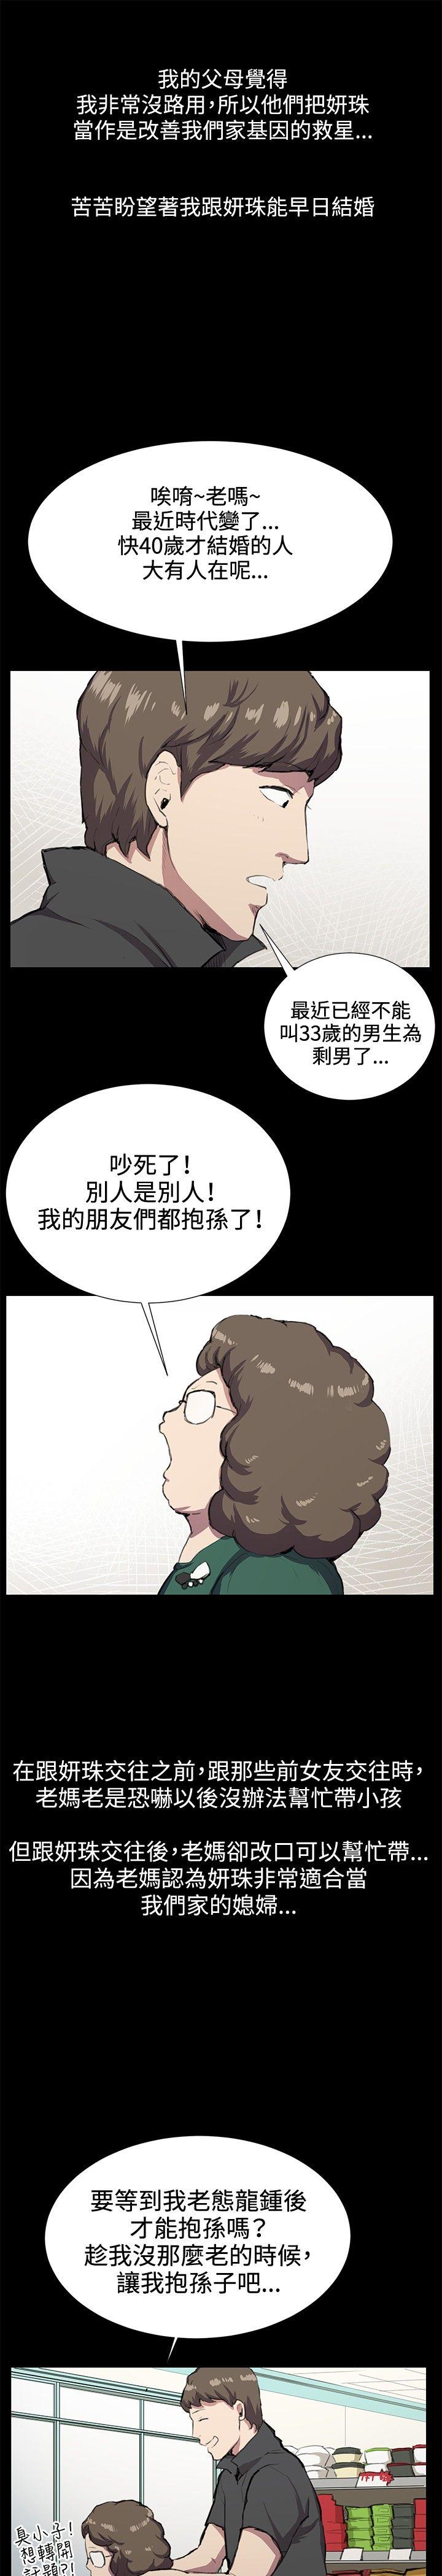 我的父母覺得
我非常沒路用，所以他們把妍珠
當作是改善我們家基因的救星...
苦苦盼望著我跟妍珠能早日結婚
唉唷~老嗎~
最近時代變了...
快40歲才結婚的人
大有人在呢...
最近已經不能
叫33歲的男生為
剩男了...
吵死了！
別人是別人！
我的朋友們都抱孫了！
在跟妍珠交往之前，跟那些前女友交往時，
老媽老是恐嚇以後沒辦法幫忙帶小孩
但跟妍珠交往後，老媽卻改口可以幫忙帶...
因為老媽認為妍珠非常適合當
我們家的媳婦...
要等到我老態龍鍾後
才能抱孫嗎？
趁我沒那麼老的時候，
讓我抱孫子吧...
臭小子！
想轉開
話題?!